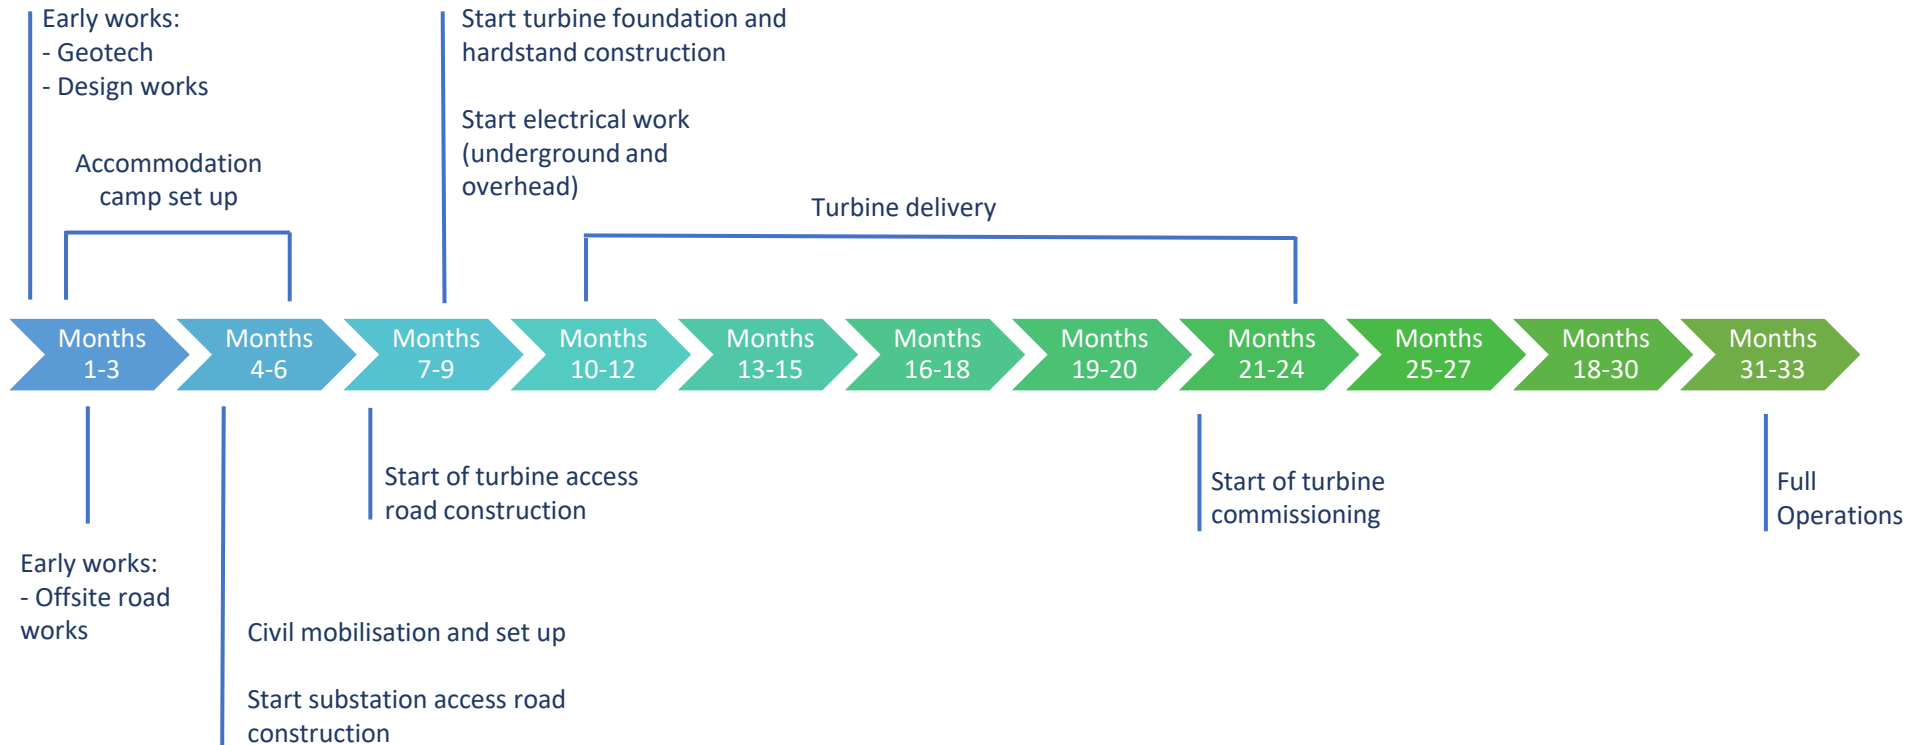 Early works:
- Geotech
- Design works
Accommodation
camp set up
Start turbine foundation and
hardstand construction
Start electrical work
(underground and
overhead)
Turbine delivery
Months
1-3
Months
4-6
Months
7-9
Months
10-12
Months
13-15
Months
16-18
Months
19-20
Months
21-24
Months
25-27
Months
18-30
Months
31-33
Early works:
- Offsite road
works
Civil mobilisation and set up
Start substation access road
construction
Start of turbine access
road construction
Start of turbine
commissioning
Full
Operations